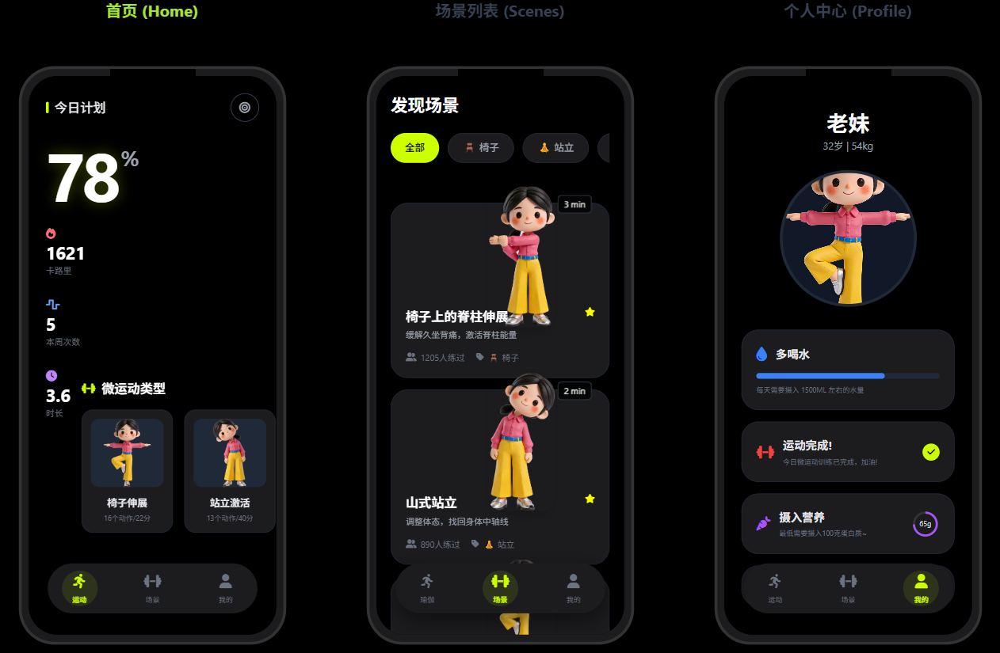 首页 (Home)
今日计划
78%
1621
卡路里
5
本周次数
3.6
时长
微运动类型
椅子伸展
16个动作/22分
站立激活
13个动作/40分
运动
场景
我的
场景列表 (Scenes)
发现场景
全部
椅子
站立
3 min
椅子上的脊柱伸展
缓解久坐背痛，激活脊柱能量
1205人练过
椅子
2 min
山式站立
调整体态，找回身体中轴线
890人练过
站立
瑜伽
场景
我的
个人中心 (Profile)
老妹
32岁 | 54kg
多喝水
每天需要摄入 1500ML 左右的水量
运动完成!
今日微运动训练已完成，加油!
摄入营养
最低需要摄入100克蛋白质~
65g
运动
场景
我的